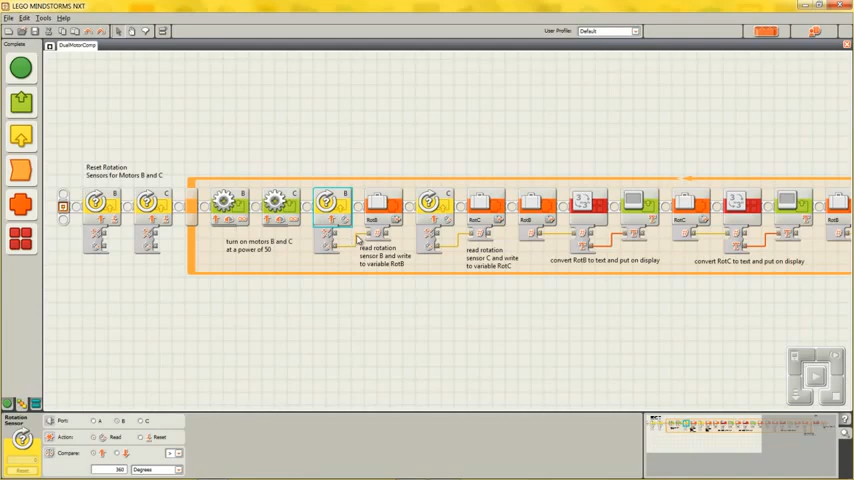 LEGO MINDSTORMS NXT
File Edit Tools Help
User Profile: Default
Complete
DualMotorComp
Reset Rotation
Sensors for Motors B and C
B C B C B RotB C RotC RotB RotC RotB
turn on motors B and C
at a power of 50
read rotation
sensor B and write
to variable RotB
read rotation
sensor C and write
to variable RotC
convert RotB to text and put on display
convert RotC to text and put on display
Rotation
Sensor
Port: A B C
Action: Read Reset
Compare: >
360 Degrees
Reset